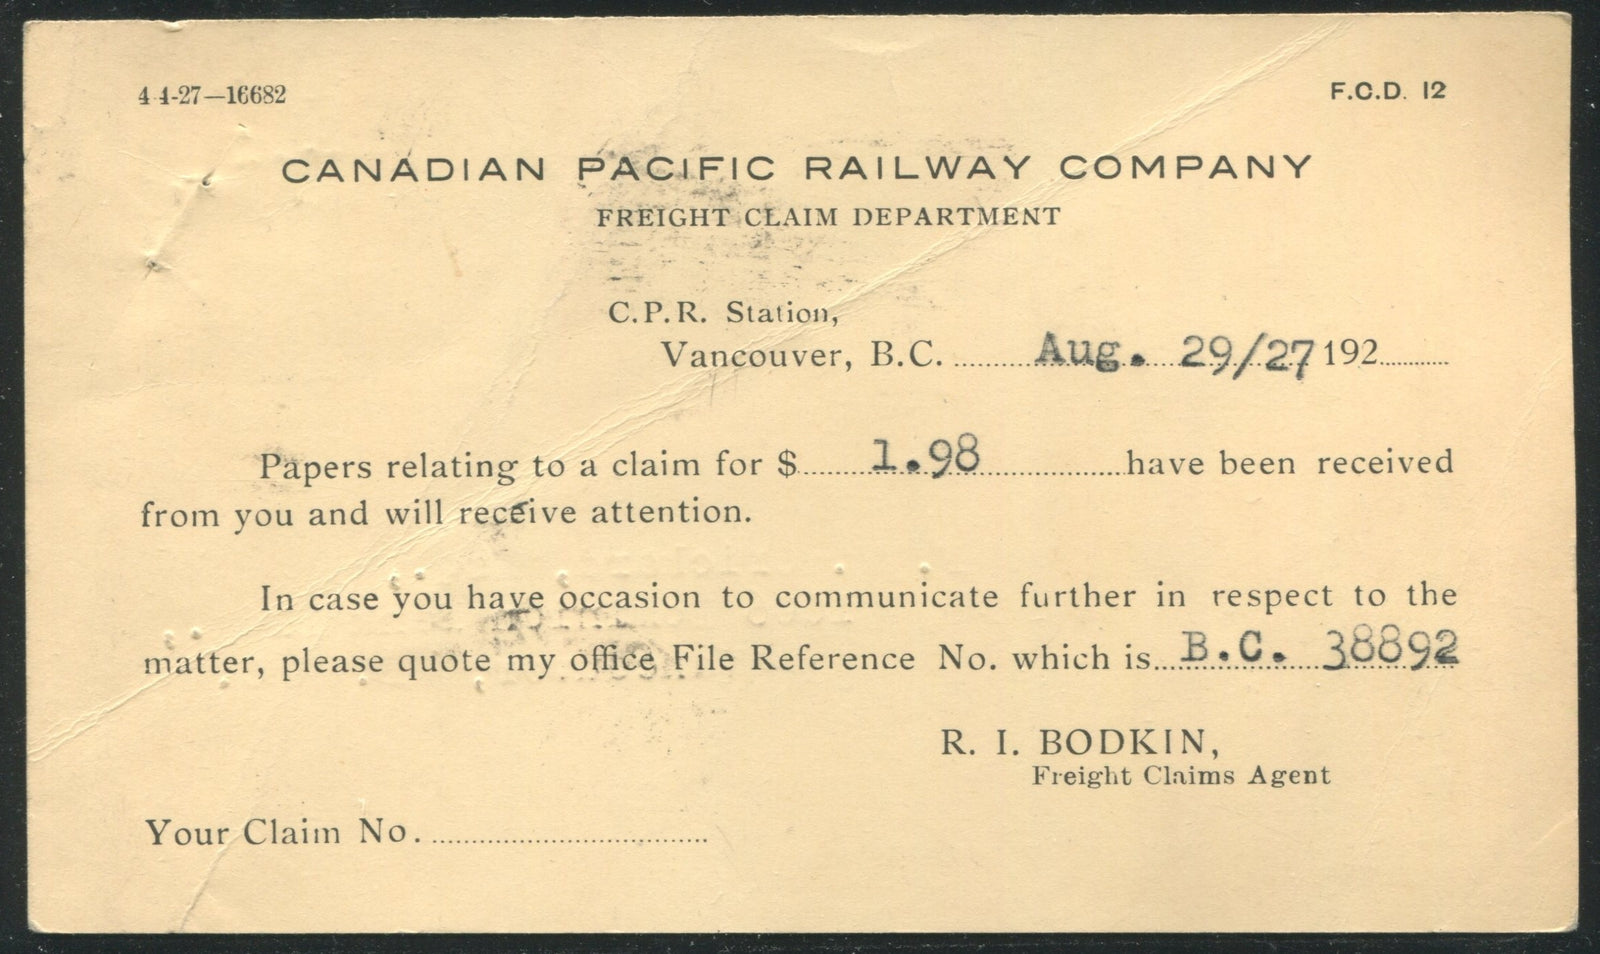 4 4-27—16682
F.C.D. 12
CANADIAN PACIFIC RAILWAY COMPANY
FREIGHT CLAIM DEPARTMENT
C.P.R. Station,
Vancouver, B.C. Aug. 29/27 192
Papers relating to a claim for $ 1.98 have been received
from you and will receive attention.
In case you have occasion to communicate further in respect to the
matter, please quote my office File Reference No. which is B.C. 38892
R. I. BODKIN,
Freight Claims Agent
Your Claim No.